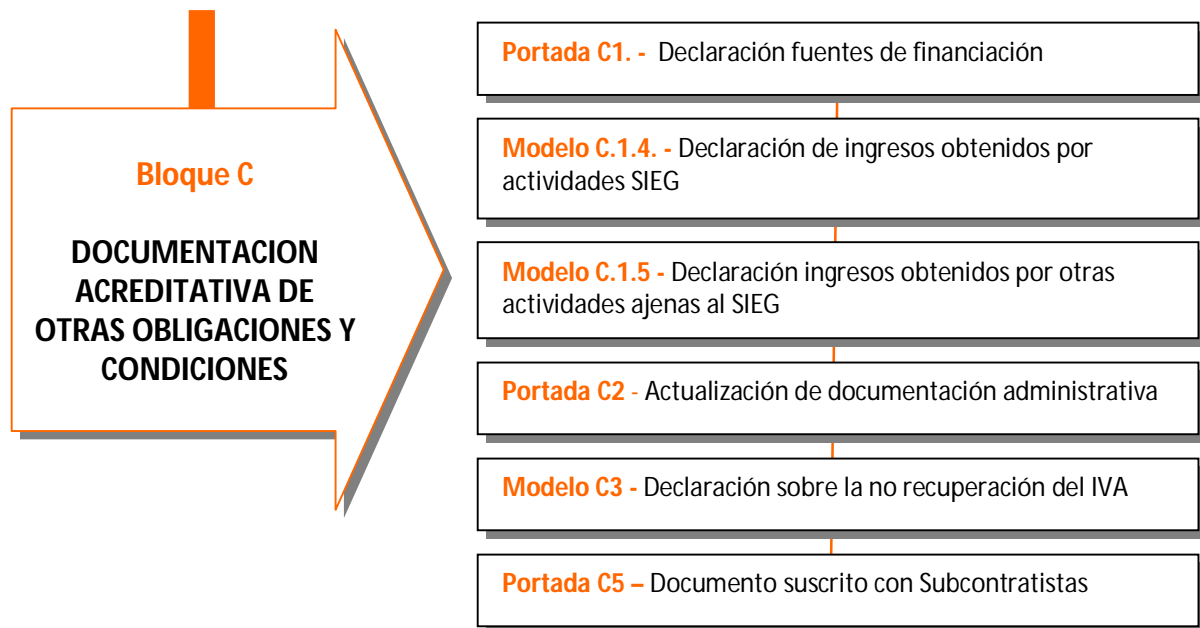 Bloque C
DOCUMENTACION
ACREDITATIVA DE
OTRAS OBLIGACIONES Y
CONDICIONES
Portada C1. - Declaración fuentes de financiación
Modelo C.1.4. - Declaración de ingresos obtenidos por
actividades SIEG
Modelo C.1.5 - Declaración ingresos obtenidos por otras
actividades ajenas al SIEG
Portada C2 - Actualización de documentación administrativa
Modelo C3 - Declaración sobre la no recuperación del IVA
Portada C5 – Documento suscrito con Subcontratistas